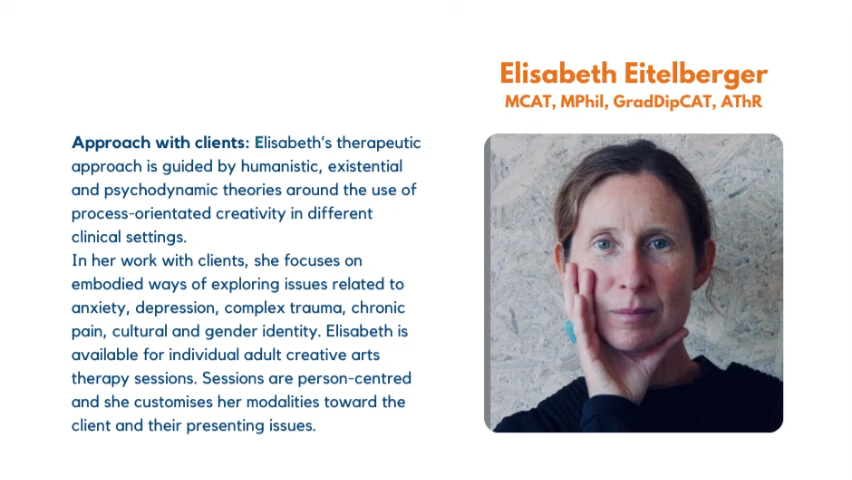 Elisabeth Eitelberger
MCAT, MPhil, GradDipCAT, AThR
Approach with clients: Elisabeth's therapeutic
approach is guided by humanistic, existential
and psychodynamic theories around the use of
process-orientated creativity in different
clinical settings.
In her work with clients, she focuses on
embodied ways of exploring issues related to
anxiety, depression, complex trauma, chronic
pain, cultural and gender identity. Elisabeth is
available for individual adult creative arts
therapy sessions. Sessions are person-centred
and she customises her modalities toward the
client and their presenting issues.